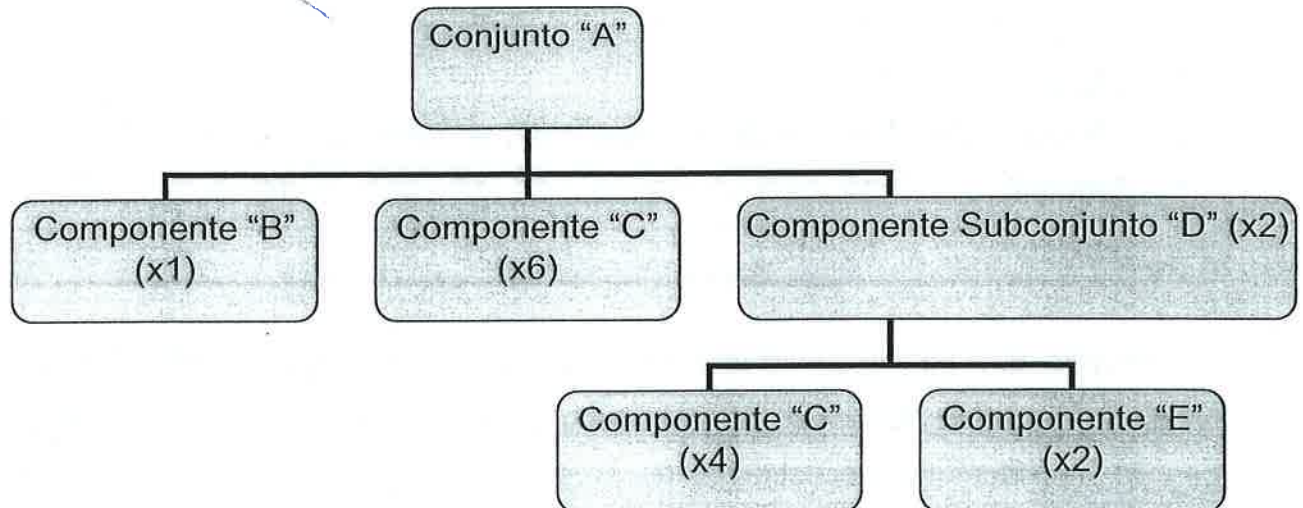 Conjunto “A”
Componente “B”
(x1)
Componente “C”
(x6)
Componente Subconjunto “D” (x2)
Componente “C”
(x4)
Componente “E”
(x2)